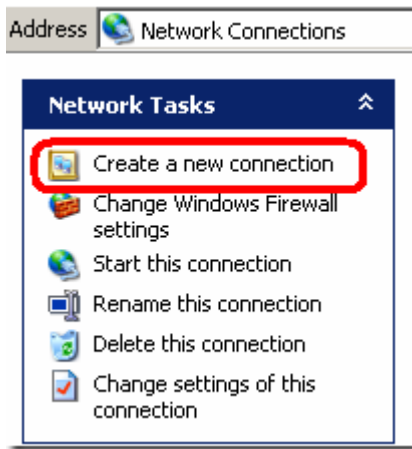 Address Network Connections
Network Tasks
Create a new connection
Change Windows Firewall
settings
Start this connection
Rename this connection
Delete this connection
Change settings of this
connection